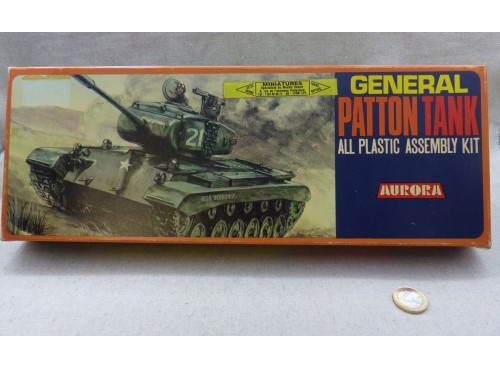 MINIATURES
GENERAL
PATTON TANK
ALL PLASTIC ASSEMBLY KIT
21
AURORA